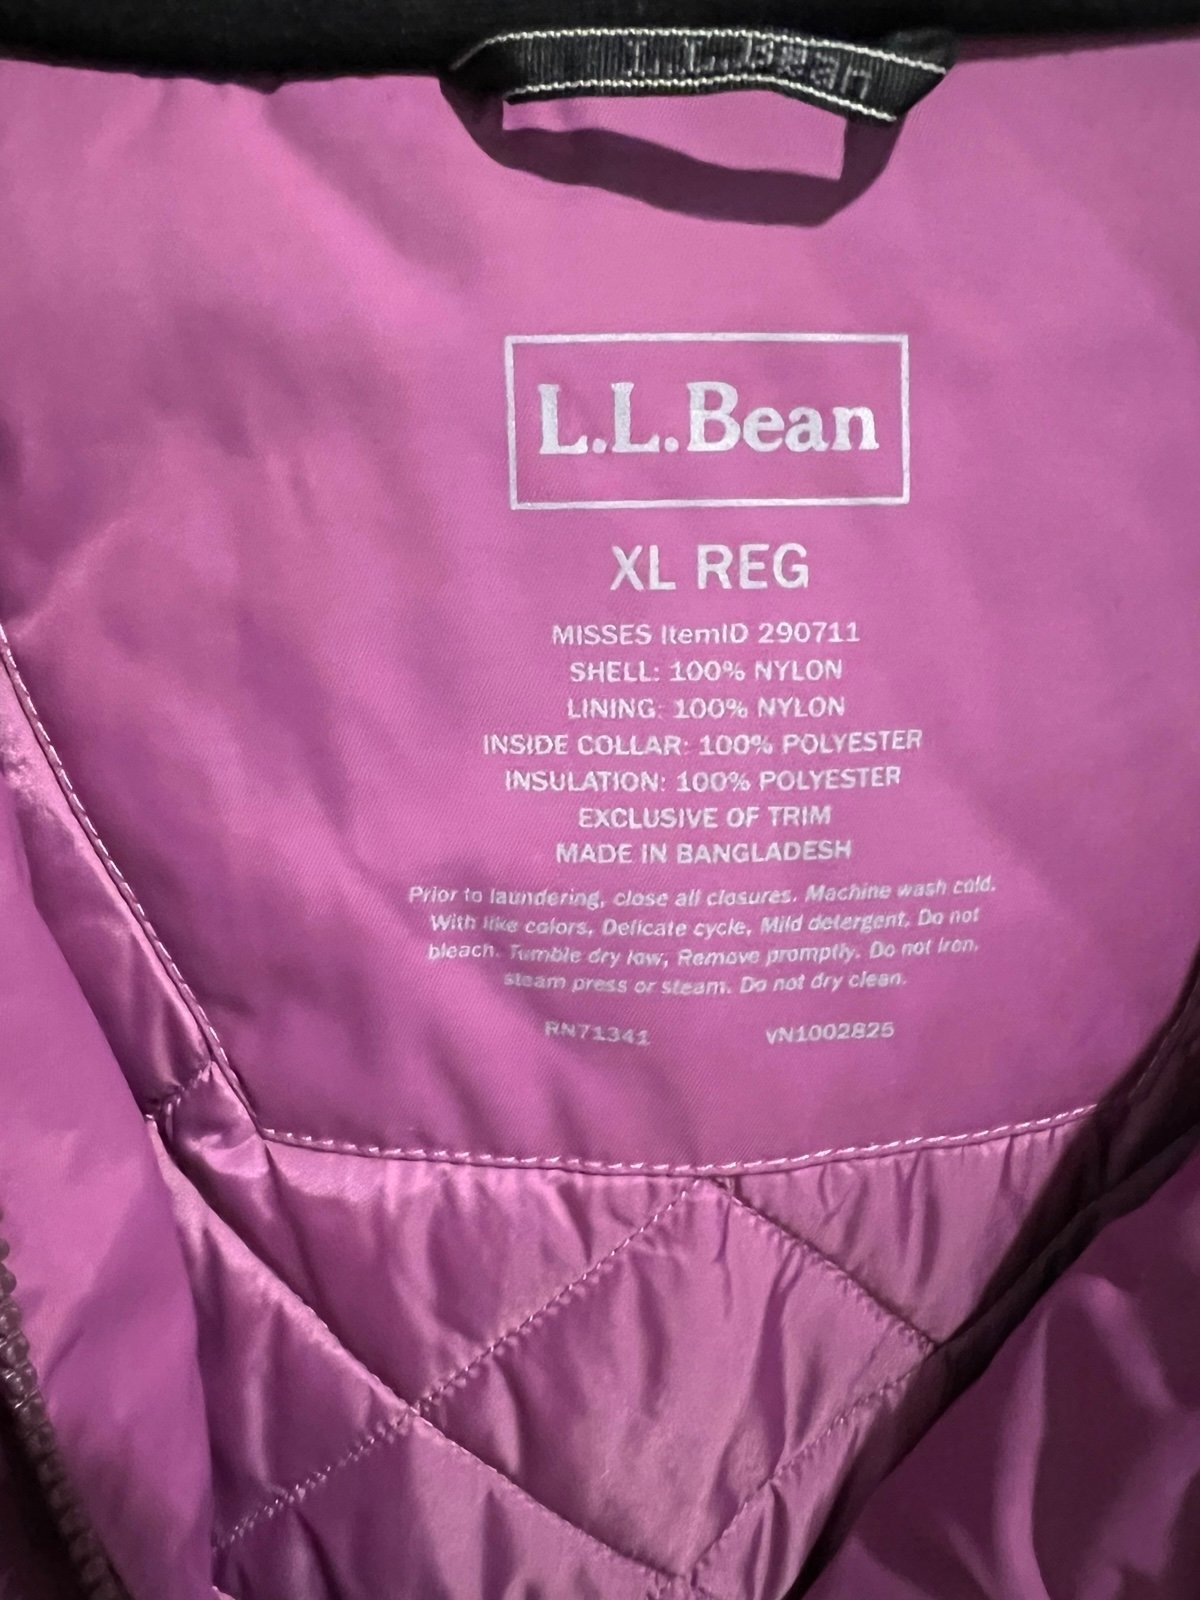 L.L.Bean
L.L.Bean
XL REG
MISSES ItemID 290711
SHELL: 100% NYLON
LINING: 100% NYLON
INSIDE COLLAR: 100% POLYESTER
INSULATION: 100% POLYESTER
EXCLUSIVE OF TRIM
MADE IN BANGLADESH
Prior to laundering, close all closures. Machine wash cold.
With like colors, Delicate cycle, Mild detergent, Do not
bleach. Tumble dry low, Remove promptly. Do not Iron,
steam press or steam. Do not dry clean.
RN71341 VN1002825